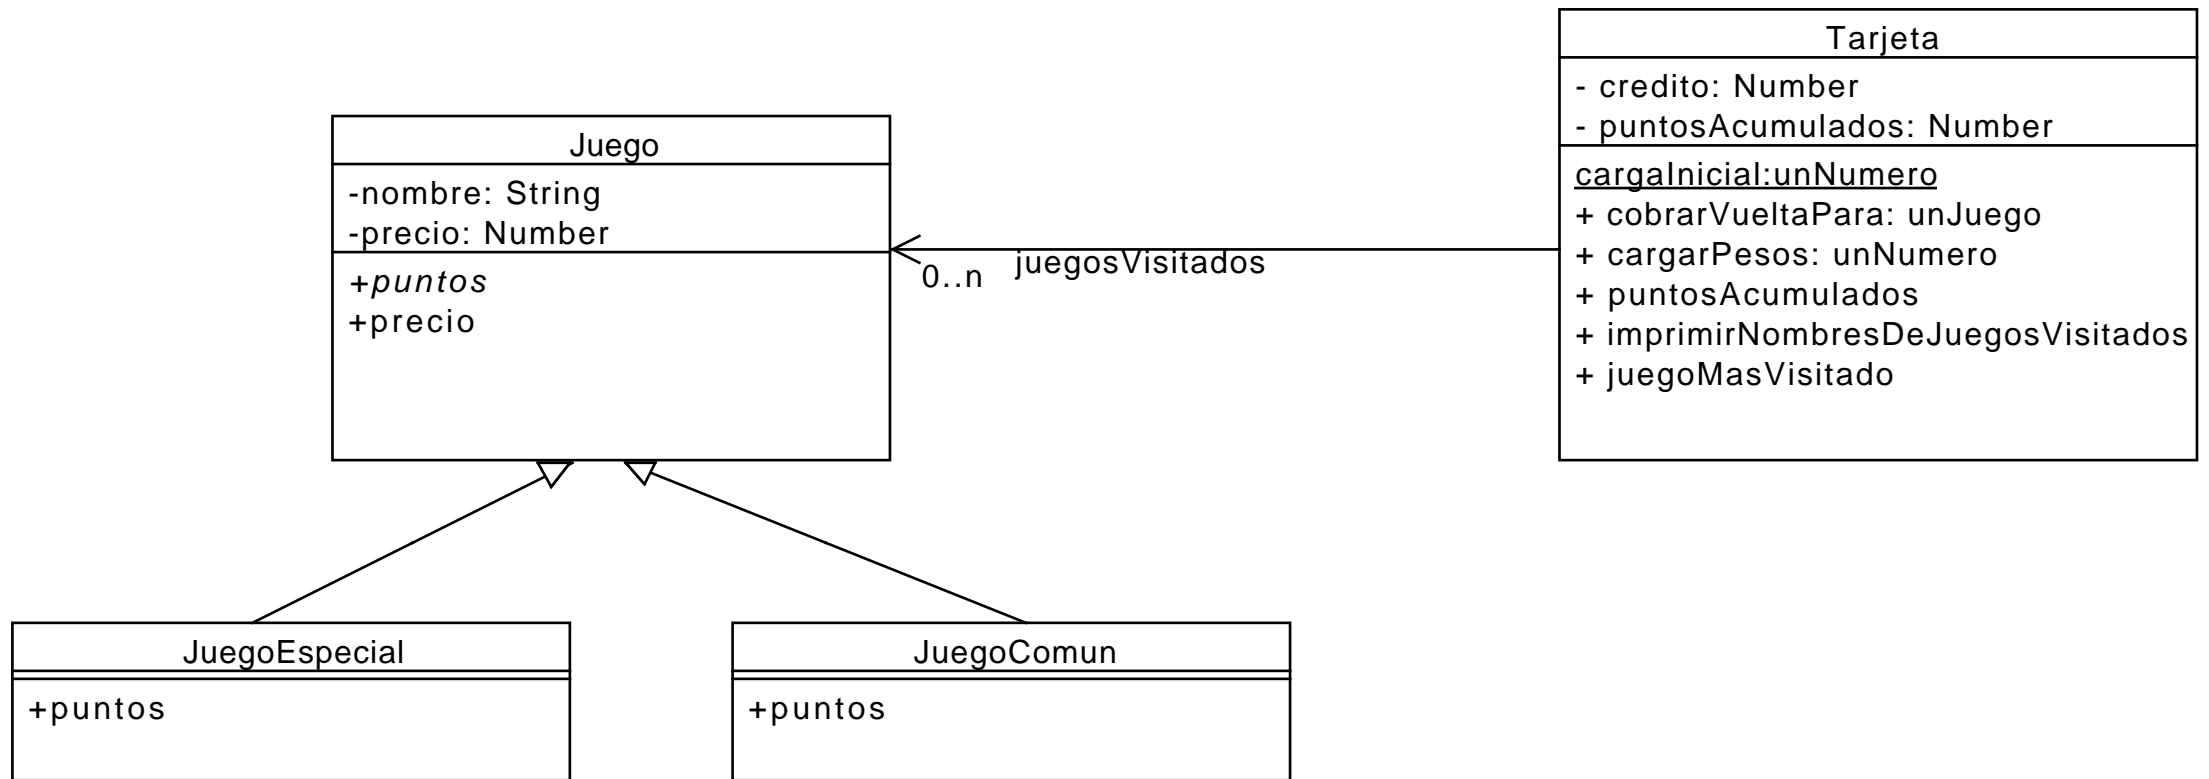 Tarjeta
- credito: Number
- puntosAcumulados: Number
cargaInicial:unNumero
+ cobrarVueltaPara: unJuego
+ cargarPesos: unNumero
+ puntosAcumulados
+ imprimirNombresDeJuegosVisitados
+ juegoMasVisitado
Juego
-nombre: String
-precio: Number
+puntos
+precio
0..n
juegosVisitados
JuegoEspecial
+puntos
JuegoComun
+puntos